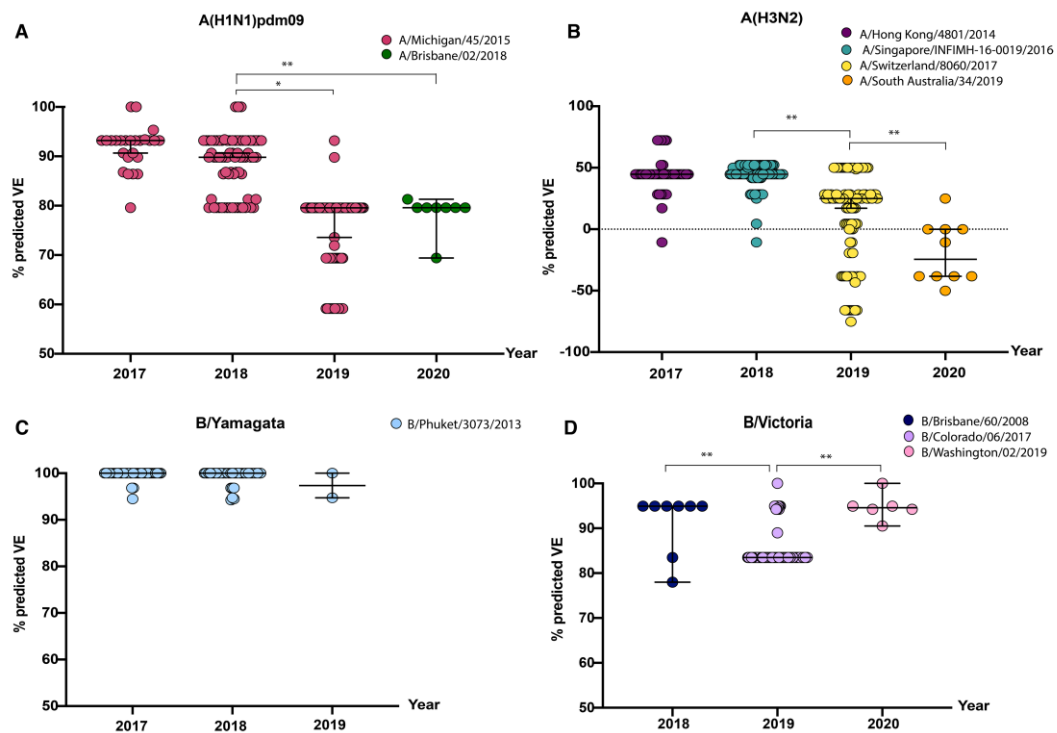 A
A(H1N1)pdm09
A/Michigan/45/2015
A/Brisbane/02/2018
**
*
% predicted VE
100
90
80
70
60
50
2017
2018
2019
2020
Year
B
A(H3N2)
A/Hong Kong/4801/2014
A/Singapore/INFIMH-16-0019/2016
A/Switzerland/8060/2017
A/South Australia/34/2019
**
**
% predicted VE
100
50
0
-50
-100
2017
2018
2019
2020
Year
C
B/Yamagata
B/Phuket/3073/2013
% predicted VE
100
90
80
70
60
50
2017
2018
2019
Year
D
B/Victoria
B/Brisbane/60/2008
B/Colorado/06/2017
B/Washington/02/2019
**
**
% predicted VE
100
90
80
70
60
50
2018
2019
2020
Year